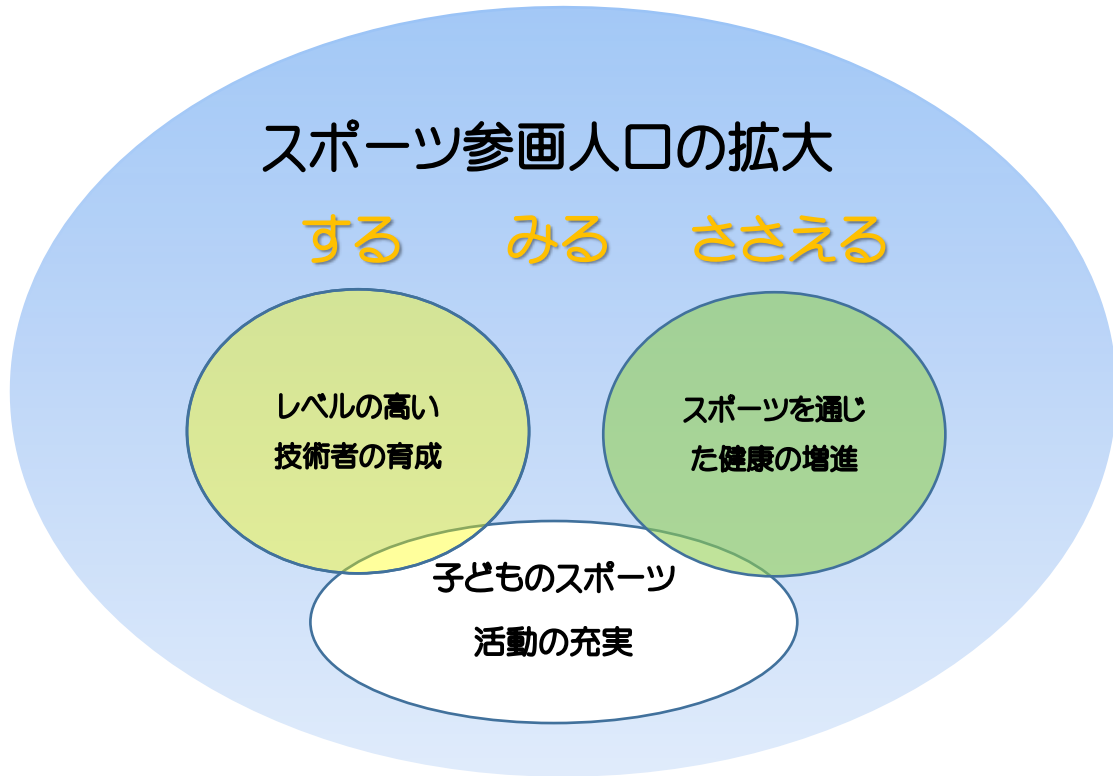 スポーツ参画人口の拡大
する みる ささえる
レベルの高い
技術者の育成
スポーツを通じ
た健康の増進
子どものスポーツ
活動の充実